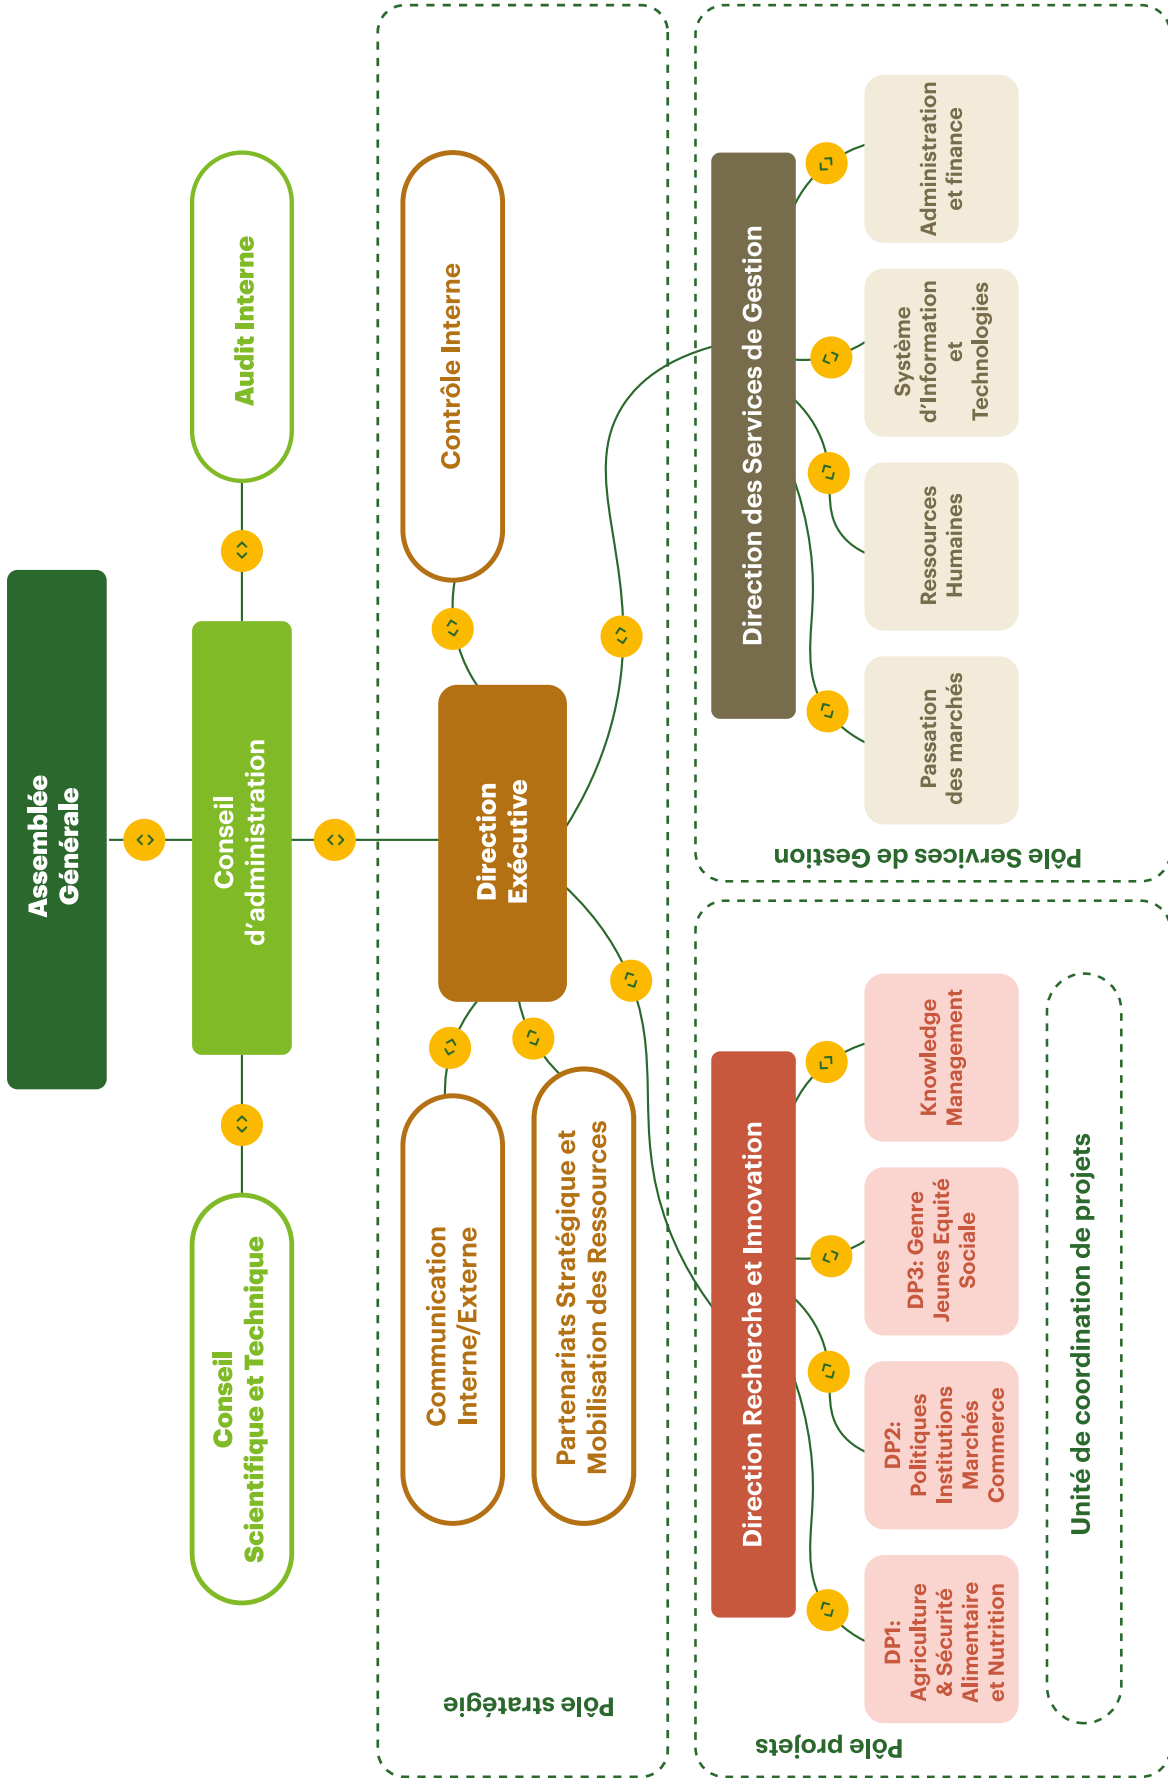 Assemblée
Générale
Conseil
Scientifique et Technique
Conseil
d’administration
Audit Interne
Pôle stratégie
Communication
Interne/Externe
Partenariats Stratégique et
Mobilisation des Ressources
Direction
Exécutive
Contrôle Interne
Pôle projets
Direction Recherche et Innovation
DP1:
Agriculture
& Sécurité
Alimentaire
et Nutrition
DP2:
Politiques
Institutions
Marchés
Commerce
DP3: Genre
Jeunes Equité
Sociale
Knowledge
Management
Unité de coordination de projets
Pôle Services de Gestion
Direction des Services de Gestion
Passation
des marchés
Ressources
Humaines
Système
d’Information
et
Technologies
Administration
et finance